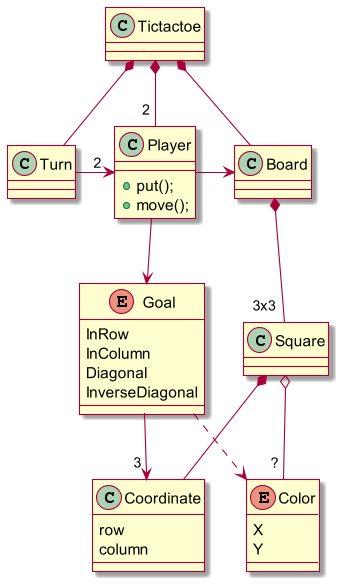 C Tictactoe
2
C Turn
2
C Player
put();
move();
C Board
E Goal
InRow
InColumn
Diagonal
InverseDiagonal
3x3
C Square
3
?
C Coordinate
row
column
E Color
X
Y